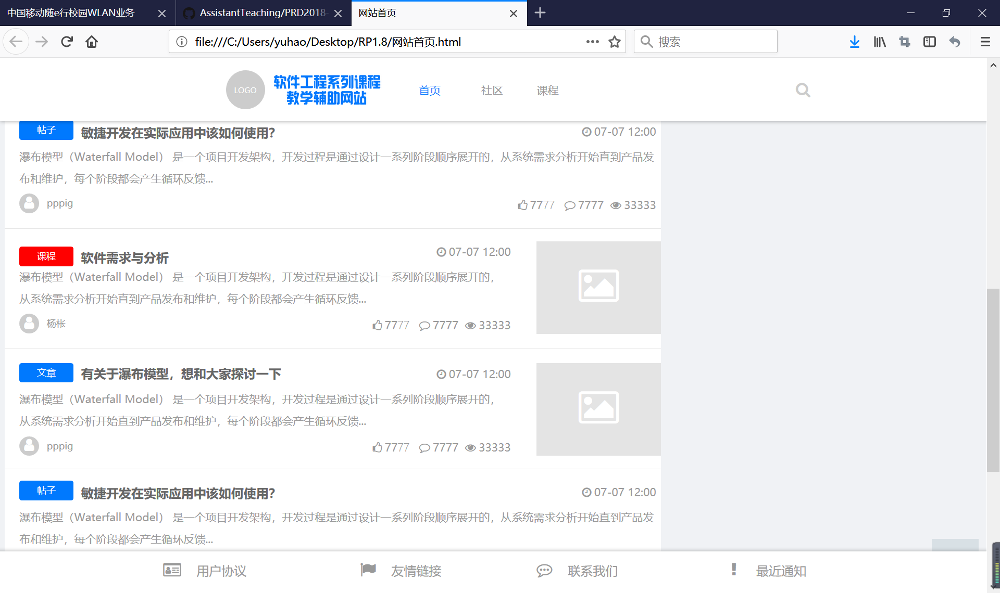 中国移动随e行校园WLAN业务
AssistantTeaching/PRD2018-
网站首页
file:///C:/Users/yuhao/Desktop/RP1.8/网站首页.html
搜索
LOGO
软件工程系列课程
教学辅助网站
首页
社区
课程
帖子
敏捷开发在实际应用中该如何使用?
07-07 12:00
瀑布模型（Waterfall Model） 是一个项目开发架构，开发过程是通过设计一系列阶段顺序展开的，从系统需求分析开始直到产品发
布和维护，每个阶段都会产生循环反馈...
pppig
7777
7777
33333
课程
软件需求与分析
07-07 12:00
瀑布模型（Waterfall Model） 是一个项目开发架构，开发过程是通过设计一系列阶段顺序展开的，
从系统需求分析开始直到产品发布和维护，每个阶段都会产生循环反馈...
杨枨
7777
7777
33333
文章
有关于瀑布模型，想和大家探讨一下
07-07 12:00
瀑布模型（Waterfall Model） 是一个项目开发架构，开发过程是通过设计一系列阶段顺序展开的，
从系统需求分析开始直到产品发布和维护，每个阶段都会产生循环反馈...
pppig
7777
7777
33333
帖子
敏捷开发在实际应用中该如何使用?
07-07 12:00
瀑布模型（Waterfall Model） 是一个项目开发架构，开发过程是通过设计一系列阶段顺序展开的，从系统需求分析开始直到产品发
布和维护，每个阶段都会产生循环反馈...
用户协议
友情链接
联系我们
最近通知